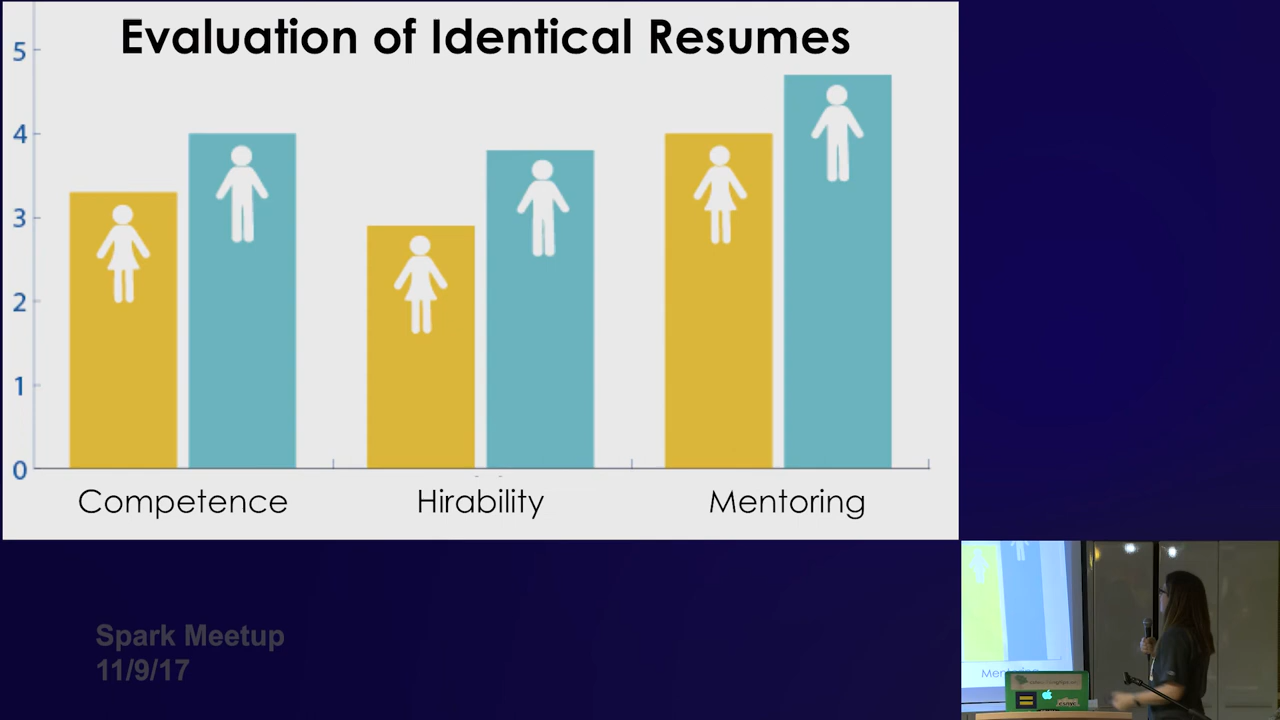 Evaluation of Identical Resumes
5
4
3
2
1
0
Competence Hirability Mentoring
Spark Meetup
11/9/17